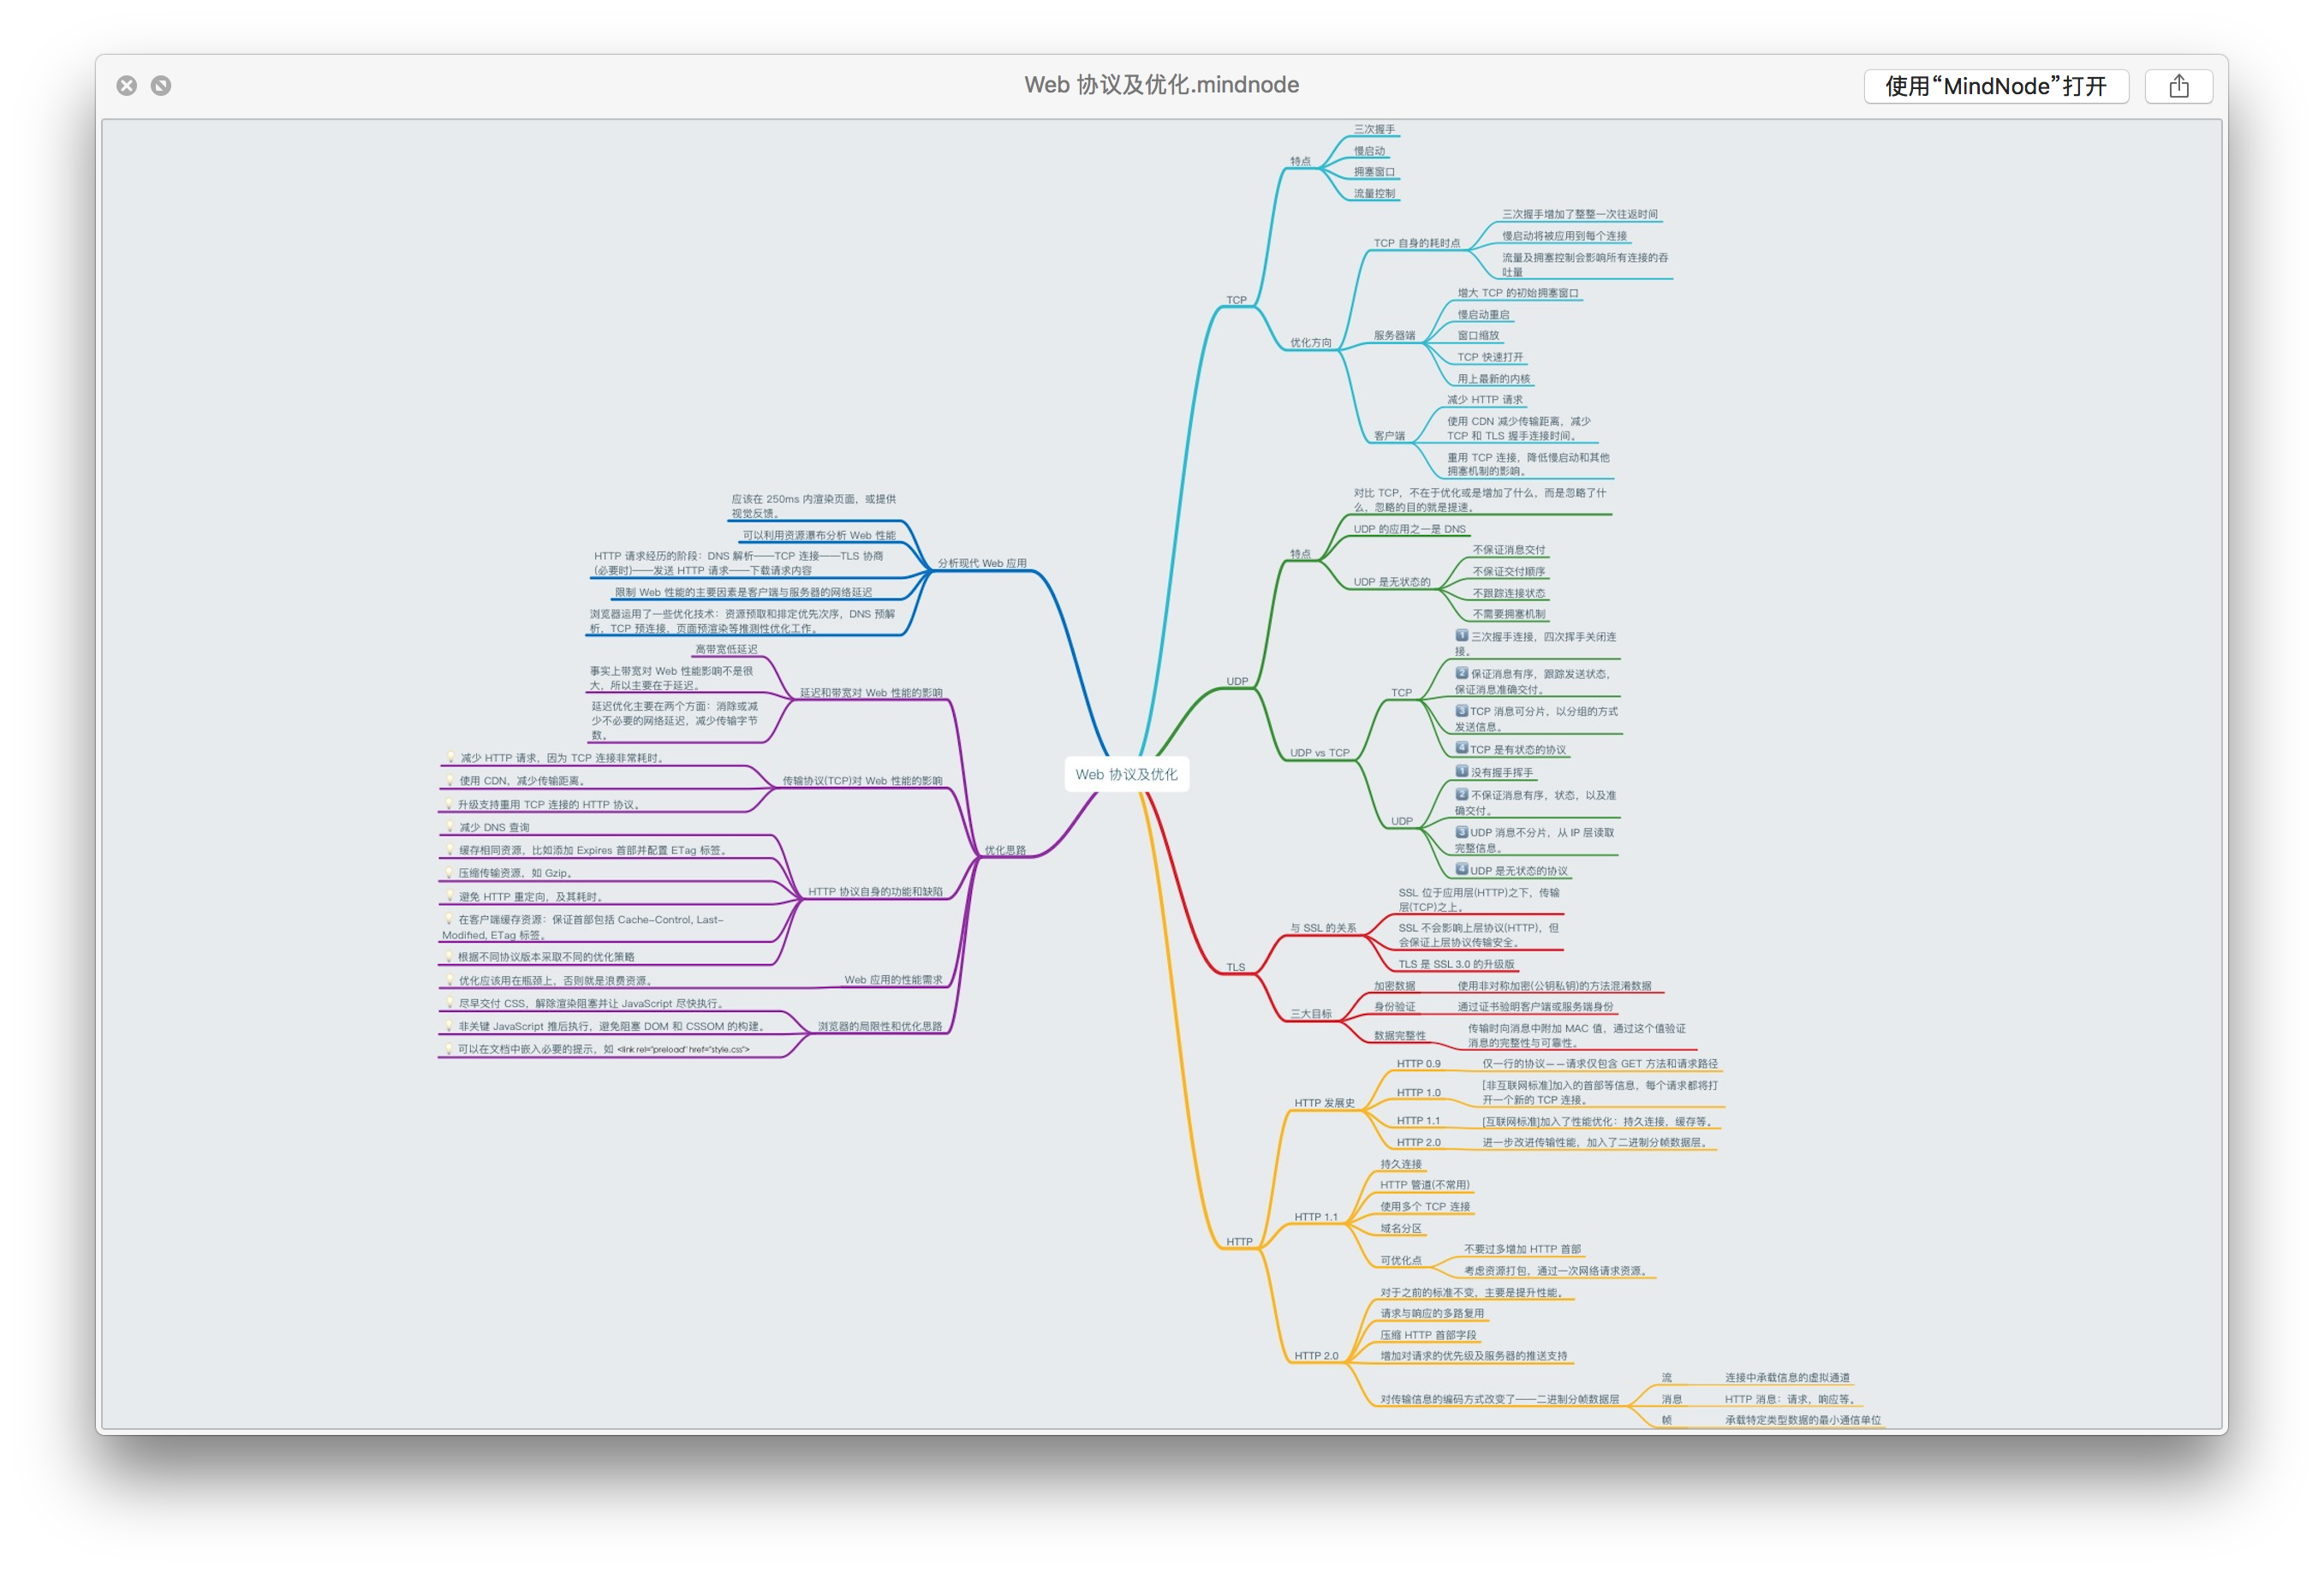 Web 协议及优化.mindnode
使用“MindNode”打开
Web 协议及优化
TCP
特点
三次握手
慢启动
拥塞窗口
流量控制
优化方向
TCP 自身的耗时点
三次握手增加了整整一次往返时间
慢启动将被应用到每个连接
流量及拥塞控制会影响所有连接的吞
吐量
服务器端
增大 TCP 的初始拥塞窗口
慢启动重启
窗口缩放
TCP 快速打开
用上最新的内核
客户端
减少 HTTP 请求
使用 CDN 减少传输距离，减少
TCP 和 TLS 握手连接时间。
重用 TCP 连接，降低慢启动和其他
拥塞机制的影响。
UDP
特点
对比 TCP，不在于优化或是增加了什么，而是忽略了什
么，忽略的目的就是提速。
UDP 的应用之一是 DNS
UDP 是无状态的
不保证消息交付
不保证交付顺序
不跟踪连接状态
不需要拥塞机制
UDP vs TCP
TCP
1 三次握手连接，四次挥手关闭连
接。
2 保证消息有序，跟踪发送状态，
保证消息准确交付。
3 TCP 消息可分片，以分组的方式
发送信息。
4 TCP 是有状态的协议
UDP
1 没有握手挥手
2 不保证消息有序，状态，以及准
确交付。
3 UDP 消息不分片，从 IP 层读取
完整信息。
4 UDP 是无状态的协议
TLS
与 SSL 的关系
SSL 位于应用层(HTTP)之下，传输
层(TCP)之上。
SSL 不会影响上层协议(HTTP)，但
会保证上层协议传输安全。
TLS 是 SSL 3.0 的升级版
三大目标
加密数据
使用非对称加密(公钥私钥)的方法混淆数据
身份验证
通过证书验明客户端或服务端身份
数据完整性
传输时向消息中附加 MAC 值，通过这个值验证
消息的完整性与可靠性。
HTTP
HTTP 发展史
HTTP 0.9
仅一行的协议——请求仅包含 GET 方法和请求路径
HTTP 1.0
[非互联网标准]加入的首部等信息，每个请求都将打
开一个新的 TCP 连接。
HTTP 1.1
[互联网标准]加入了性能优化：持久连接，缓存等。
HTTP 2.0
进一步改进传输性能，加入了二进制分帧数据层。
HTTP 1.1
持久连接
HTTP 管道(不常用)
使用多个 TCP 连接
域名分区
可优化点
不要过多增加 HTTP 首部
考虑资源打包，通过一次网络请求资源。
HTTP 2.0
对于之前的标准不变，主要是提升性能。
请求与响应的多路复用
压缩 HTTP 首部字段
增加对请求的优先级及服务器的推送支持
对传输信息的编码方式改变了——二进制分帧数据层
流
连接中承载信息的虚拟通道
消息
HTTP 消息：请求，响应等。
帧
承载特定类型数据的最小通信单位
分析现代 Web 应用
应该在 250ms 内渲染页面，或提供
视觉反馈。
可以利用资源瀑布分析 Web 性能
HTTP 请求经历的阶段：DNS 解析——TCP 连接——TLS 协商
(必要时)——发送 HTTP 请求——下载请求内容
限制 Web 性能的主要因素是客户端与服务器的网络延迟
浏览器运用了一些优化技术：资源预取和排定优先次序，DNS 预解
析，TCP 预连接，页面预渲染等推测性优化工作。
优化思路
延迟和带宽对 Web 性能的影响
高带宽低延迟
事实上带宽对 Web 性能影响不是很
大，所以主要在于延迟。
延迟优化主要在两个方面：消除或减
少不必要的网络延迟，减少传输字节
数。
传输协议(TCP)对 Web 性能的影响
减少 HTTP 请求，因为 TCP 连接非常耗时。
使用 CDN，减少传输距离。
升级支持重用 TCP 连接的 HTTP 协议。
HTTP 协议自身的功能和缺陷
减少 DNS 查询
缓存相同资源，比如添加 Expires 首部并配置 ETag 标签。
压缩传输资源，如 Gzip。
避免 HTTP 重定向，及其耗时。
在客户端缓存资源：保证首部包括 Cache-Control, Last-
Modified, ETag 标签。
根据不同协议版本采取不同的优化策略
Web 应用的性能需求
优化应该用在瓶颈上，否则就是浪费资源。
浏览器的局限性和优化思路
尽早交付 CSS，解除渲染阻塞并让 JavaScript 尽快执行。
非关键 JavaScript 推后执行，避免阻塞 DOM 和 CSSOM 的构建。
可以在文档中嵌入必要的提示，如 <link rel="preload" href="style.css">